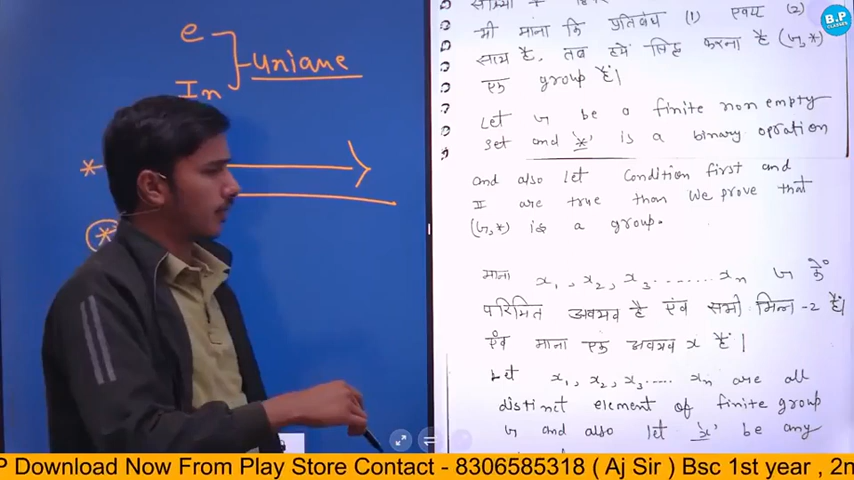 e
In
uniane
*
*
भी माना कि प्रतिबंध (1) एवं (2)
सत्य है, तब हमें सिद्ध करना है (G,*)
एक group है।
Let G be a finite non empty
set and '*' is a binary opration
and also let Condition first and
II are true than We prove that
(G,*) is a group.
माना x₁, x₂, x₃ ....... xn G के
परिमित अवयव है एंव सभी भिन्न-2 हैं
एंव माना एक अवयव x हैं।
Let x₁, x₂, x₃.... xn are all
distinct element of finite group
G and also let 'x' be any
B.P
CLASSES
P Download Now From Play Store Contact - 8306585318 ( Aj Sir ) Bsc 1st year , 2n